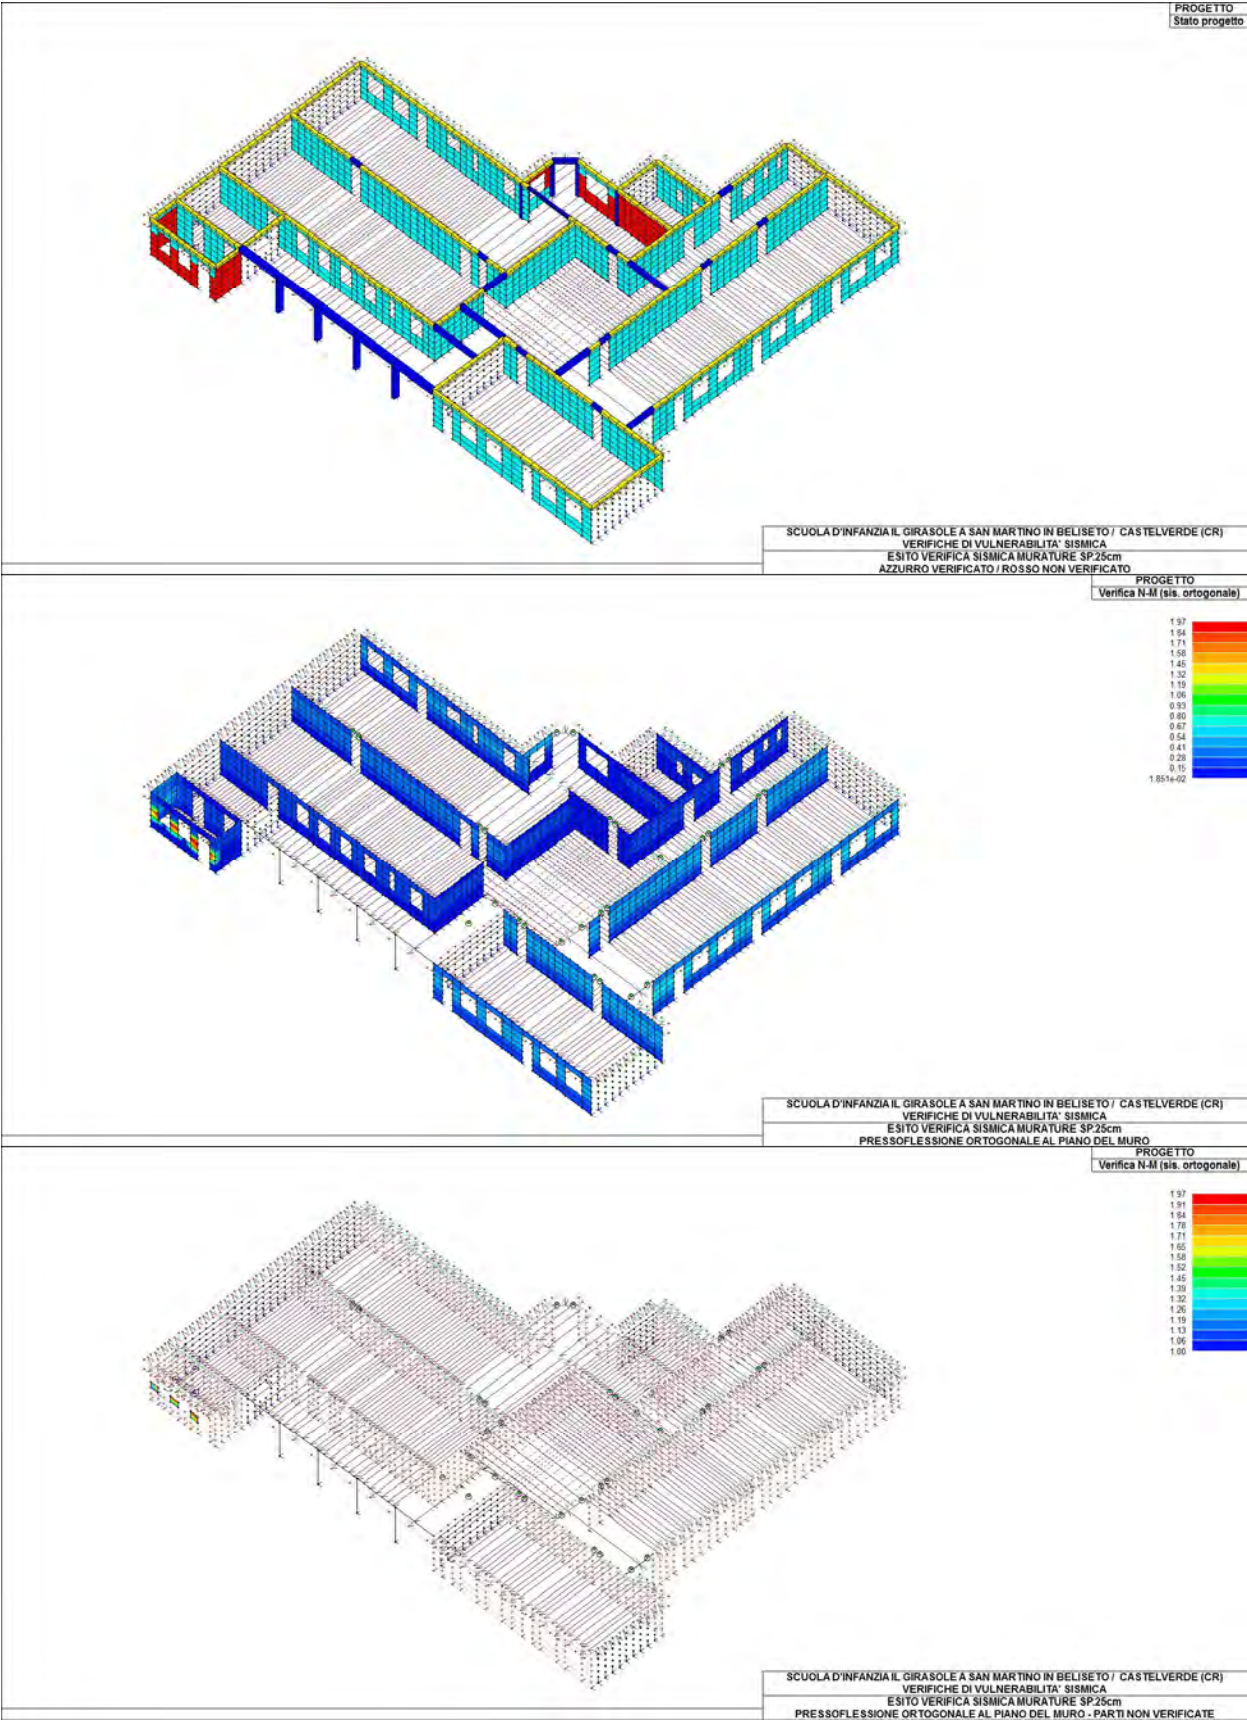 PROGETTO
Stato progetto
SCUOLA D'INFANZIA IL GIRASOLE A SAN MARTINO IN BELISETO / CASTELVERDE (CR)
VERIFICHE DI VULNERABILITA' SISMICA
ESITO VERIFICA SISMICA MURATURE SP.25cm
AZZURRO VERIFICATO / ROSSO NON VERIFICATO
PROGETTO
Verifica N-M (sis. ortogonale)
1.97
1.84
1.71
1.58
1.45
1.32
1.19
1.06
0.93
0.80
0.67
0.54
0.41
0.28
0.15
1.851e-02
SCUOLA D'INFANZIA IL GIRASOLE A SAN MARTINO IN BELISETO / CASTELVERDE (CR)
VERIFICHE DI VULNERABILITA' SISMICA
ESITO VERIFICA SISMICA MURATURE SP.25cm
PRESSOFLESSIONE ORTOGONALE AL PIANO DEL MURO
PROGETTO
Verifica N-M (sis. ortogonale)
1.97
1.91
1.84
1.78
1.71
1.65
1.58
1.52
1.45
1.39
1.32
1.26
1.19
1.13
1.06
1.00
SCUOLA D'INFANZIA IL GIRASOLE A SAN MARTINO IN BELISETO / CASTELVERDE (CR)
VERIFICHE DI VULNERABILITA' SISMICA
ESITO VERIFICA SISMICA MURATURE SP.25cm
PRESSOFLESSIONE ORTOGONALE AL PIANO DEL MURO - PARTI NON VERIFICATE